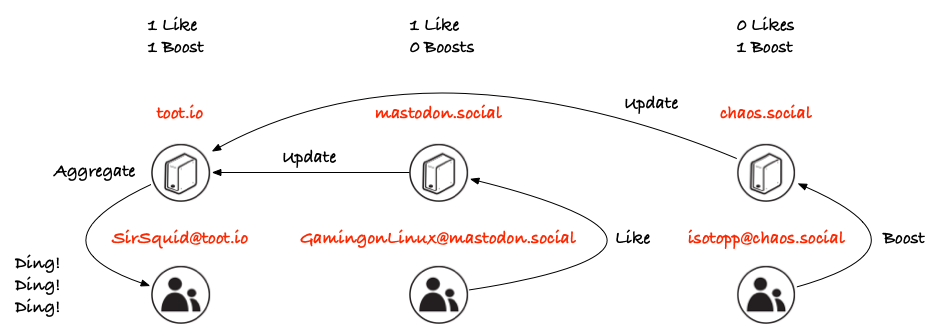 1 Like
1 Boost
1 Like
0 Boosts
0 Likes
1 Boost
toot.io
mastodon.social
Update
chaos.social
Aggregate
Update
SirSquid@toot.io
GamingonLinux@mastodon.social
Like
isotopp@chaos.social
Boost
Ding!
Ding!
Ding!